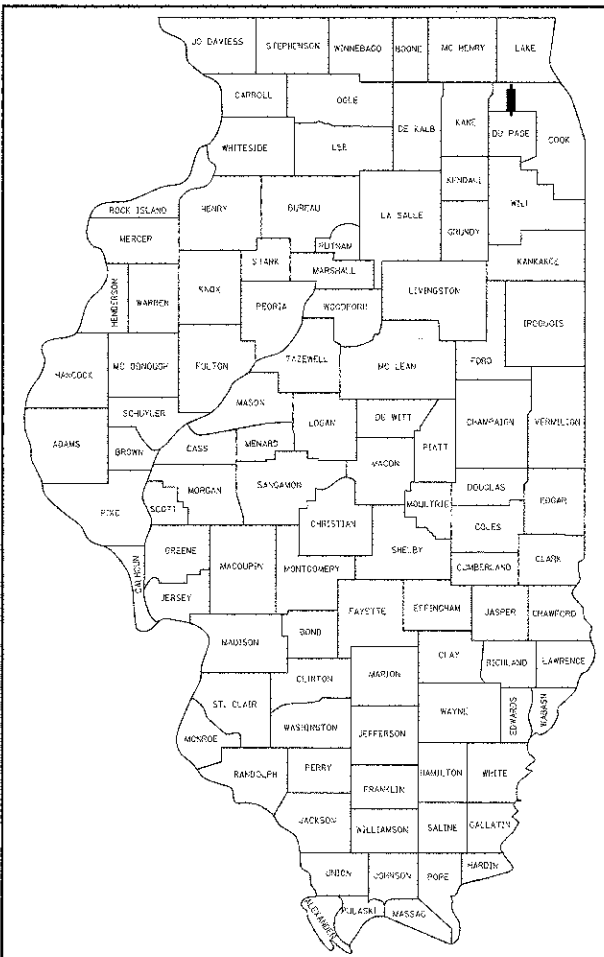 JO DAVIESS
STEPHENSON
WINNEBAGO
BOONE
MC HENRY
LAKE
CARROLL
OGLE
DE KALB
KANE
DU PAGE
COOK
WHITESIDE
LEE
KENDALL
WILL
ROCK ISLAND
HENRY
BUREAU
LA SALLE
GRUNDY
MERCER
PUTNAM
STARK
MARSHALL
KANKAKEE
HENDERSON
WARREN
KNOX
PEORIA
WOODFORD
LIVINGSTON
IROQUOIS
HANCOCK
MC DONOUGH
FULTON
TAZEWELL
MC LEAN
FORD
MASON
SCHUYLER
LOGAN
DE WITT
CHAMPAIGN
VERMILION
ADAMS
BROWN
CASS
MENARD
PIATT
MACON
PIKE
SCOTT
MORGAN
SANGAMON
DOUGLAS
EDGAR
MOULTRIE
CHRISTIAN
COLES
CALHOUN
GREENE
MACOUPIN
MONTGOMERY
SHELBY
CUMBERLAND
CLARK
JERSEY
FAYETTE
EFFINGHAM
JASPER
CRAWFORD
MADISON
BOND
CLAY
RICHLAND
LAWRENCE
CLINTON
MARION
ST. CLAIR
WAYNE
EDWARDS
WABASH
WASHINGTON
JEFFERSON
MONROE
RANDOLPH
PERRY
HAMILTON
WHITE
FRANKLIN
JACKSON
WILLIAMSON
SALINE
GALLATIN
UNION
JOHNSON
POPE
HARDIN
ALEXANDER
PULASKI
MASSAC